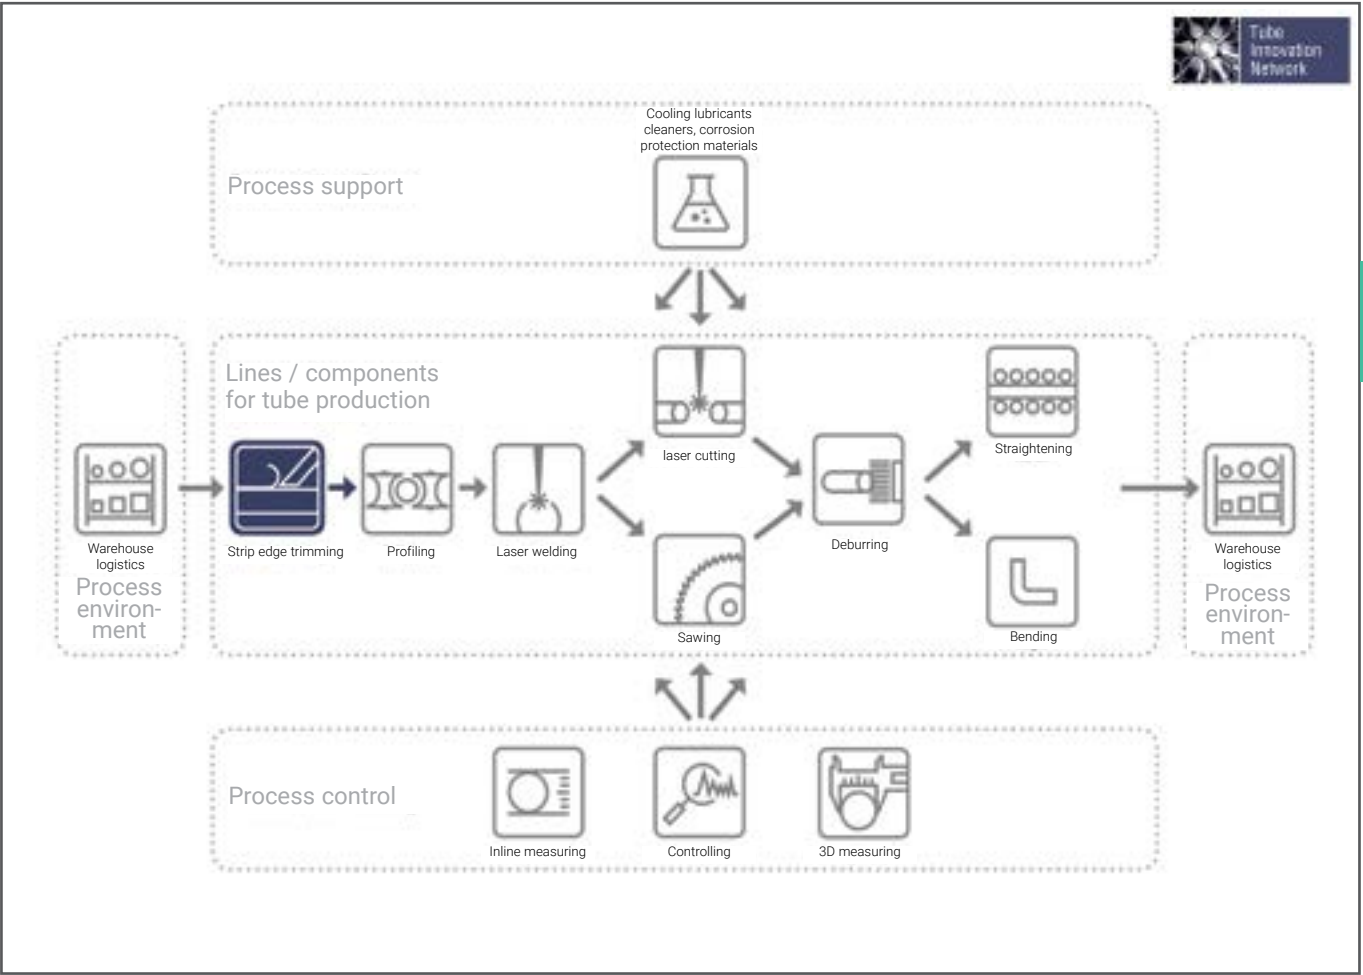 Tube
Innovation
Network
Cooling lubricants
cleaners, corrosion
protection materials
Process support
Lines / components
for tube production
laser cutting
Straightening
Warehouse
logistics
Process
environ-
ment
Strip edge trimming
Profiling
Laser welding
Deburring
Sawing
Bending
Warehouse
logistics
Process
environ-
ment
Process control
Inline measuring
Controlling
3D measuring